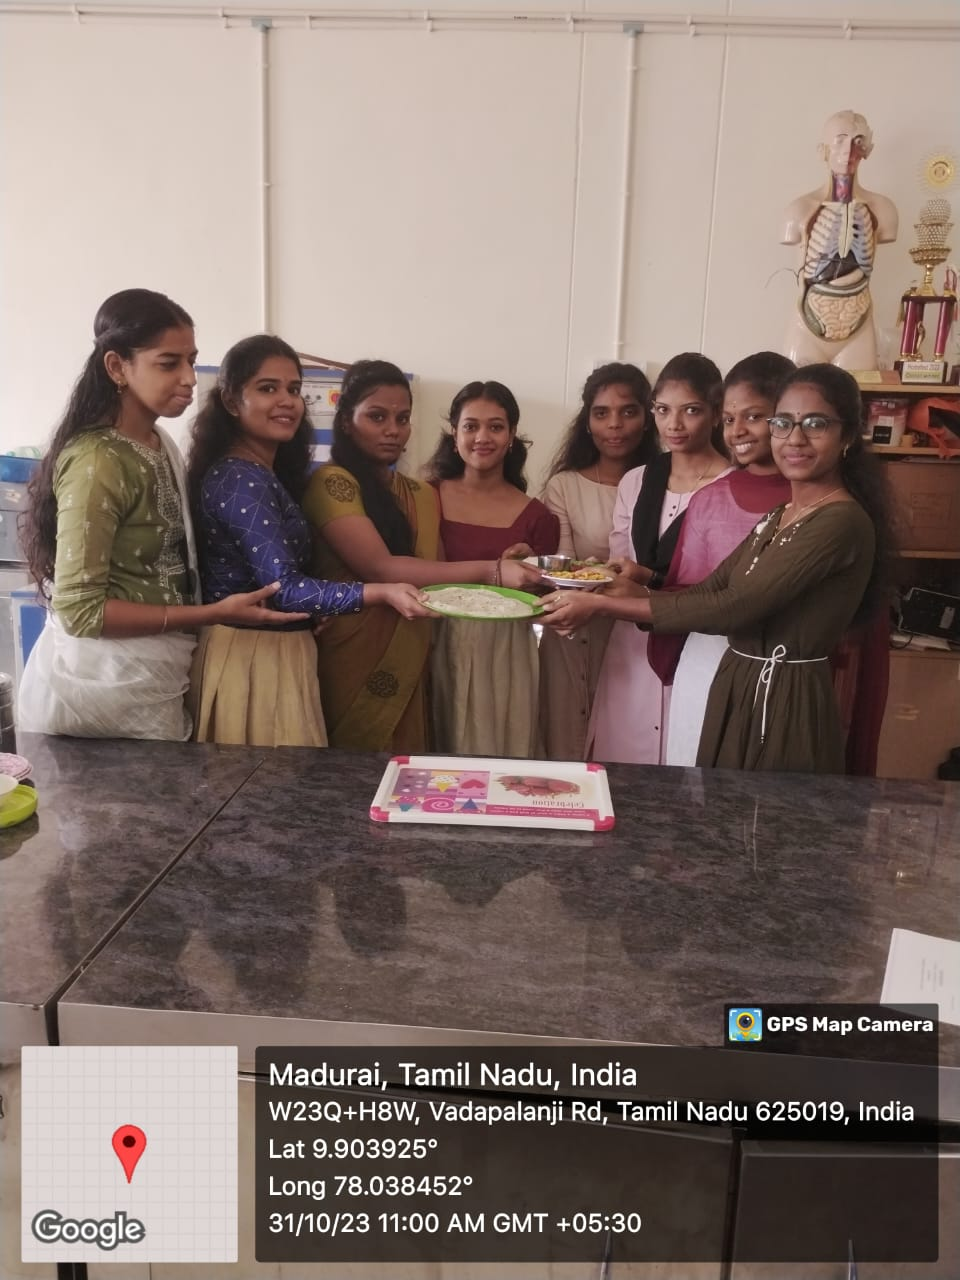 Celebration
GPS Map Camera
Madurai, Tamil Nadu, India
W23Q+H8W, Vadapalanji Rd, Tamil Nadu 625019, India
Lat 9.903925°
Long 78.038452°
31/10/23 11:00 AM GMT +05:30
Google